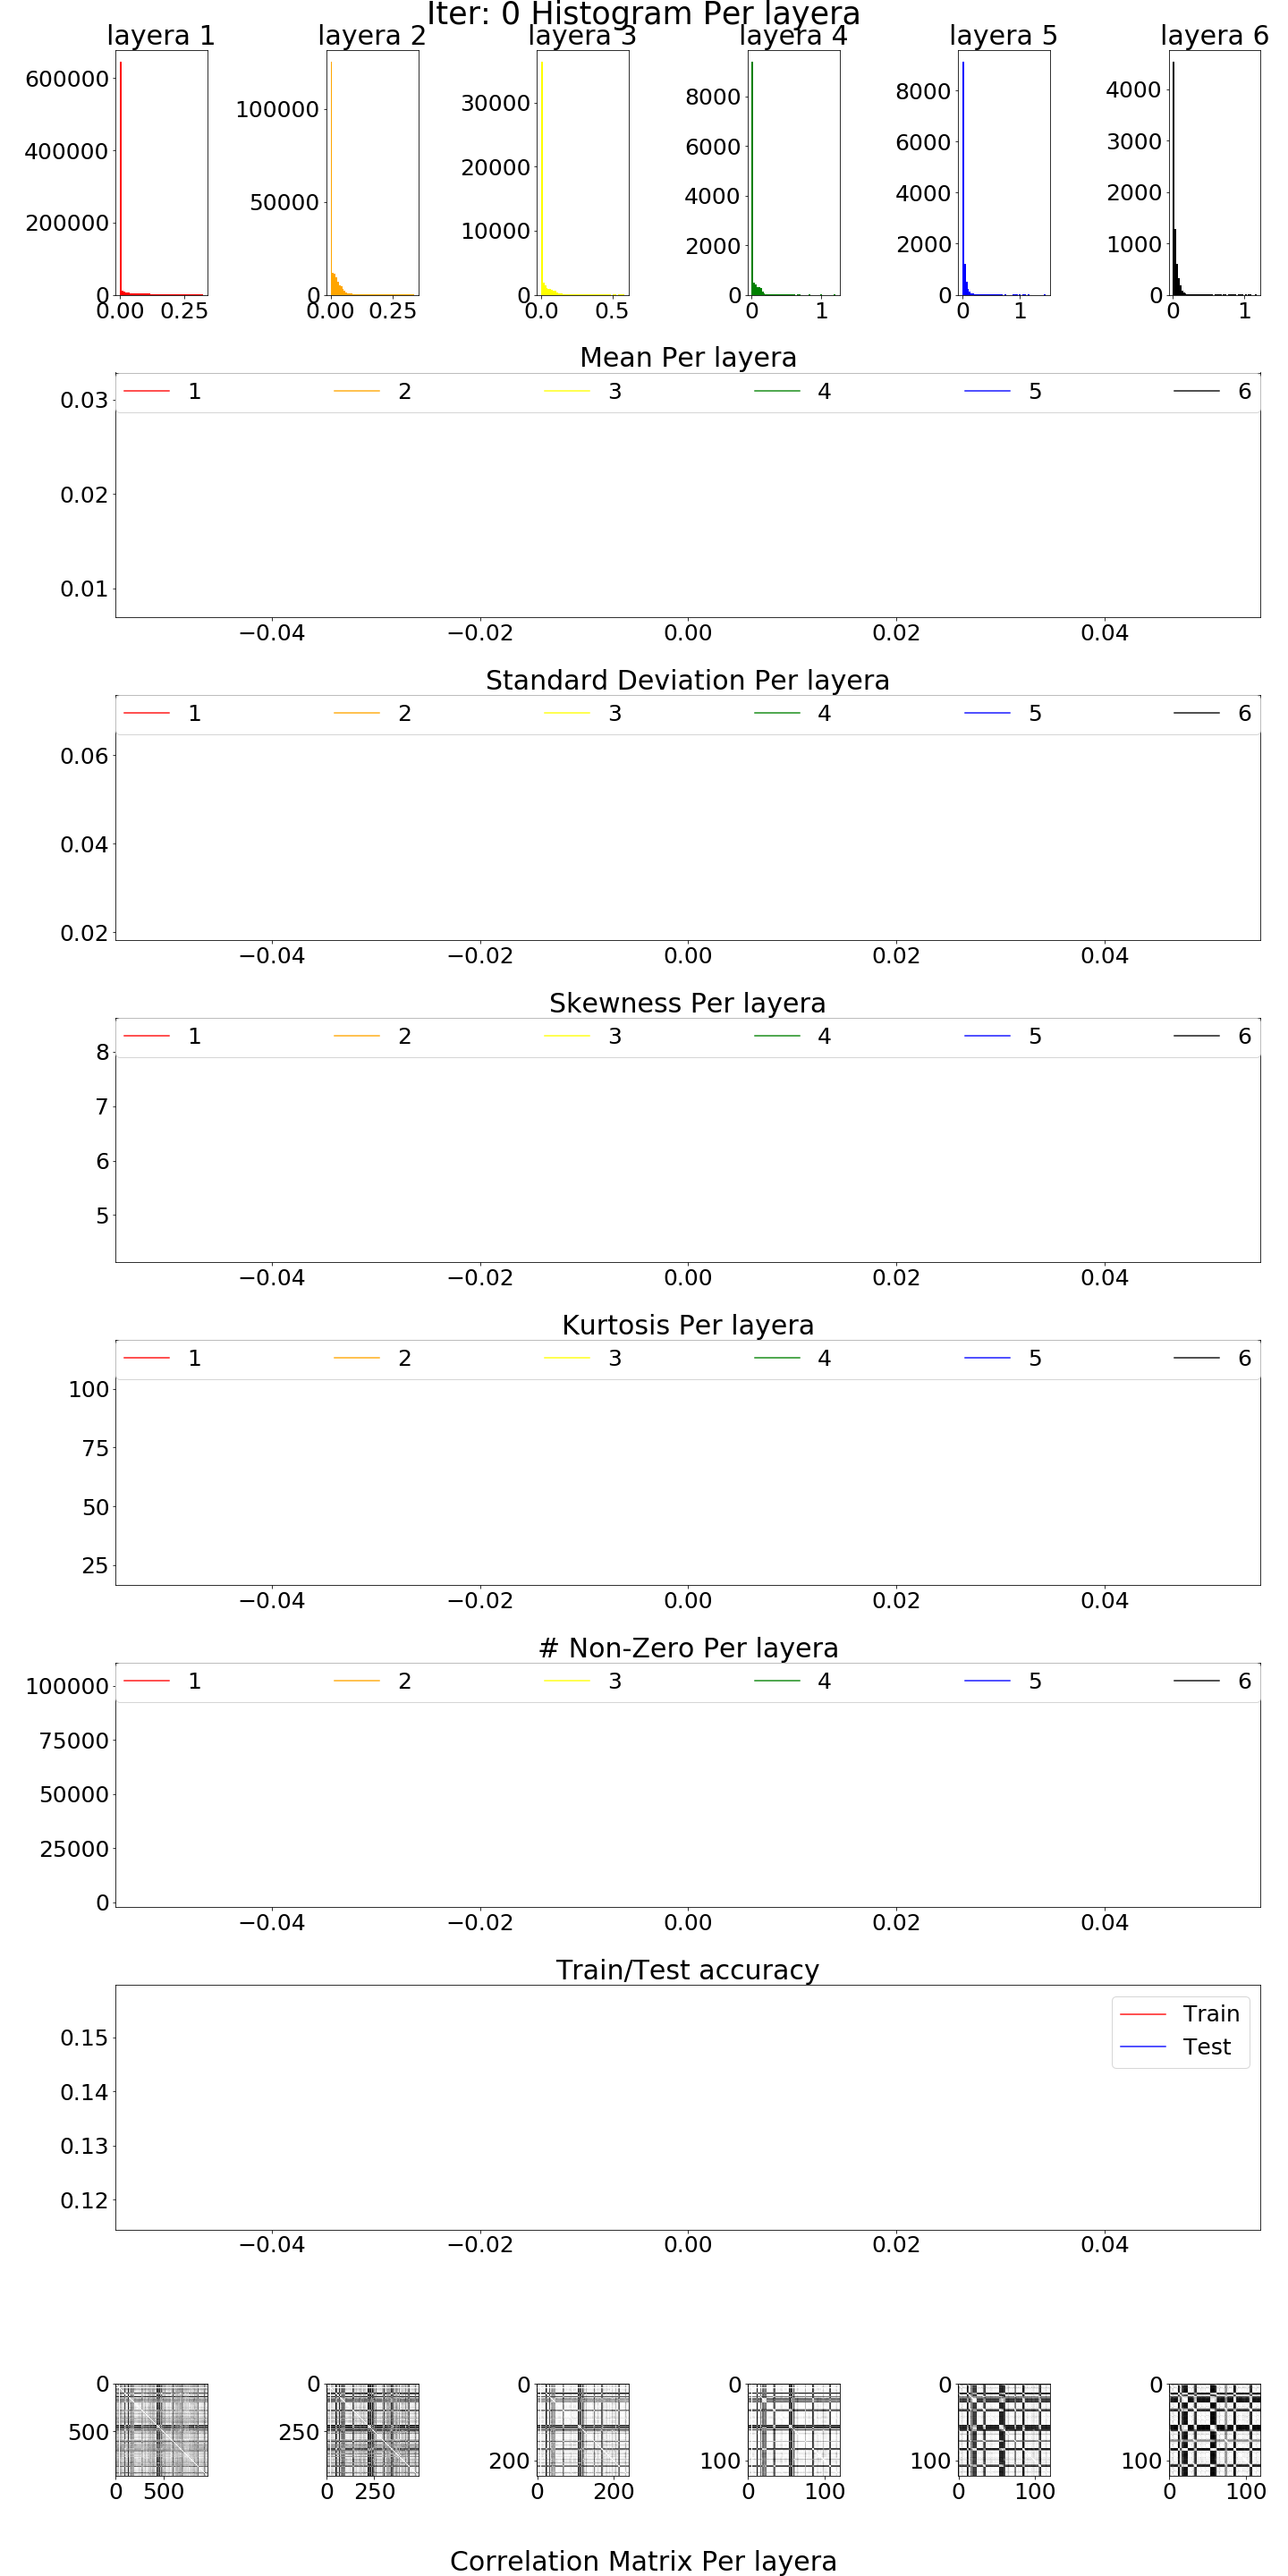 Iter: 0 Histogram Per layera
layera 1 layera 2 layera 3 layera 4 layera 5 layera 6
600000 400000 200000 0 0.00 0.25
100000 50000 0 0.00 0.25
30000 20000 10000 0 0.0 0.5
8000 6000 4000 2000 0 0 1
8000 6000 4000 2000 0 0 1
4000 3000 2000 1000 0 0 1
Mean Per layera
1 2 3 4 5 6
0.03
0.02
0.01
−0.04 −0.02 0.00 0.02 0.04
Standard Deviation Per layera
1 2 3 4 5 6
0.06
0.04
0.02
−0.04 −0.02 0.00 0.02 0.04
Skewness Per layera
1 2 3 4 5 6
8
7
6
5
−0.04 −0.02 0.00 0.02 0.04
Kurtosis Per layera
1 2 3 4 5 6
100
75
50
25
−0.04 −0.02 0.00 0.02 0.04
# Non-Zero Per layera
1 2 3 4 5 6
100000
75000
50000
25000
0
−0.04 −0.02 0.00 0.02 0.04
Train/Test accuracy
Train
Test
0.15
0.14
0.13
0.12
−0.04 −0.02 0.00 0.02 0.04
0 500 0 500
0 250 0 250
0 200 0 200
0 100 0 100
0 100 0 100
0 100 0 100
Correlation Matrix Per layera